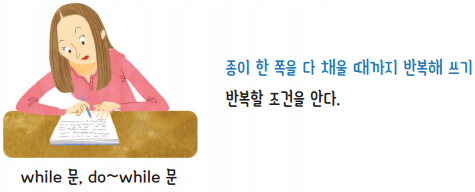 종이 한 폭을 다 채울 때까지 반복해 쓰기
반복할 조건을 안다.
while 문, do~while 문